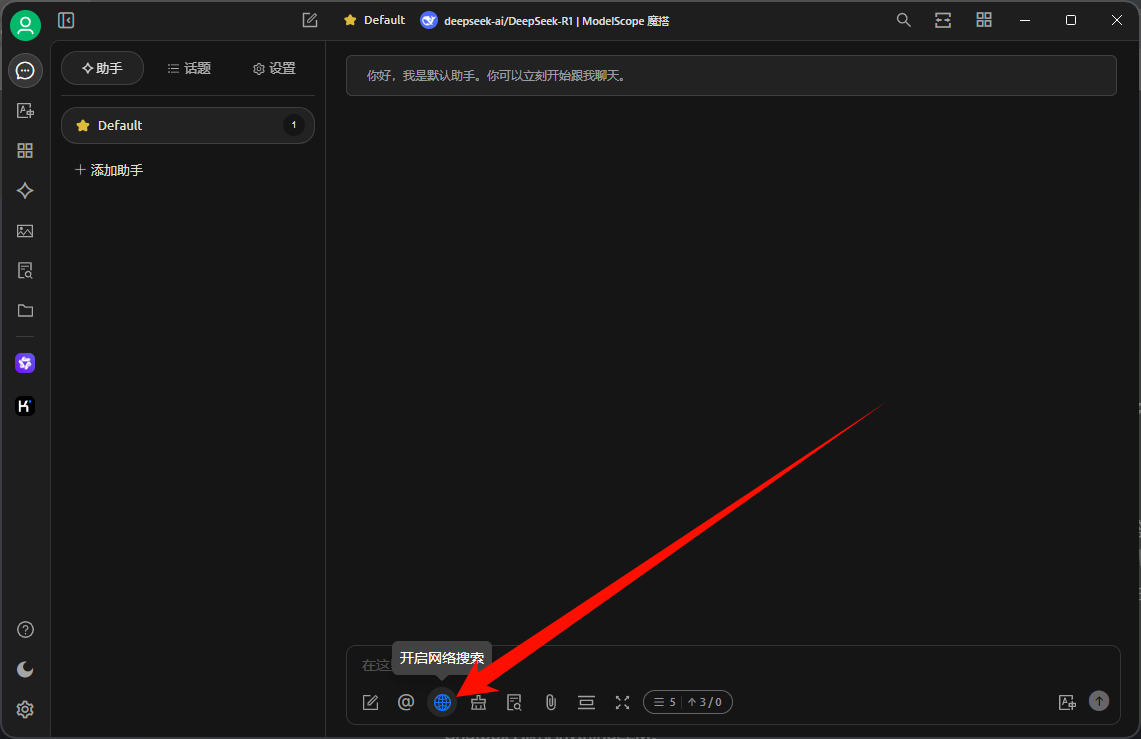 Default
deepseek-ai/DeepSeek-R1 | ModelScope 魔搭
助手
话题
设置
你好，我是默认助手。你可以立刻开始跟我聊天。
Default
1
添加助手
开启网络搜索
在这
5
3 / 0